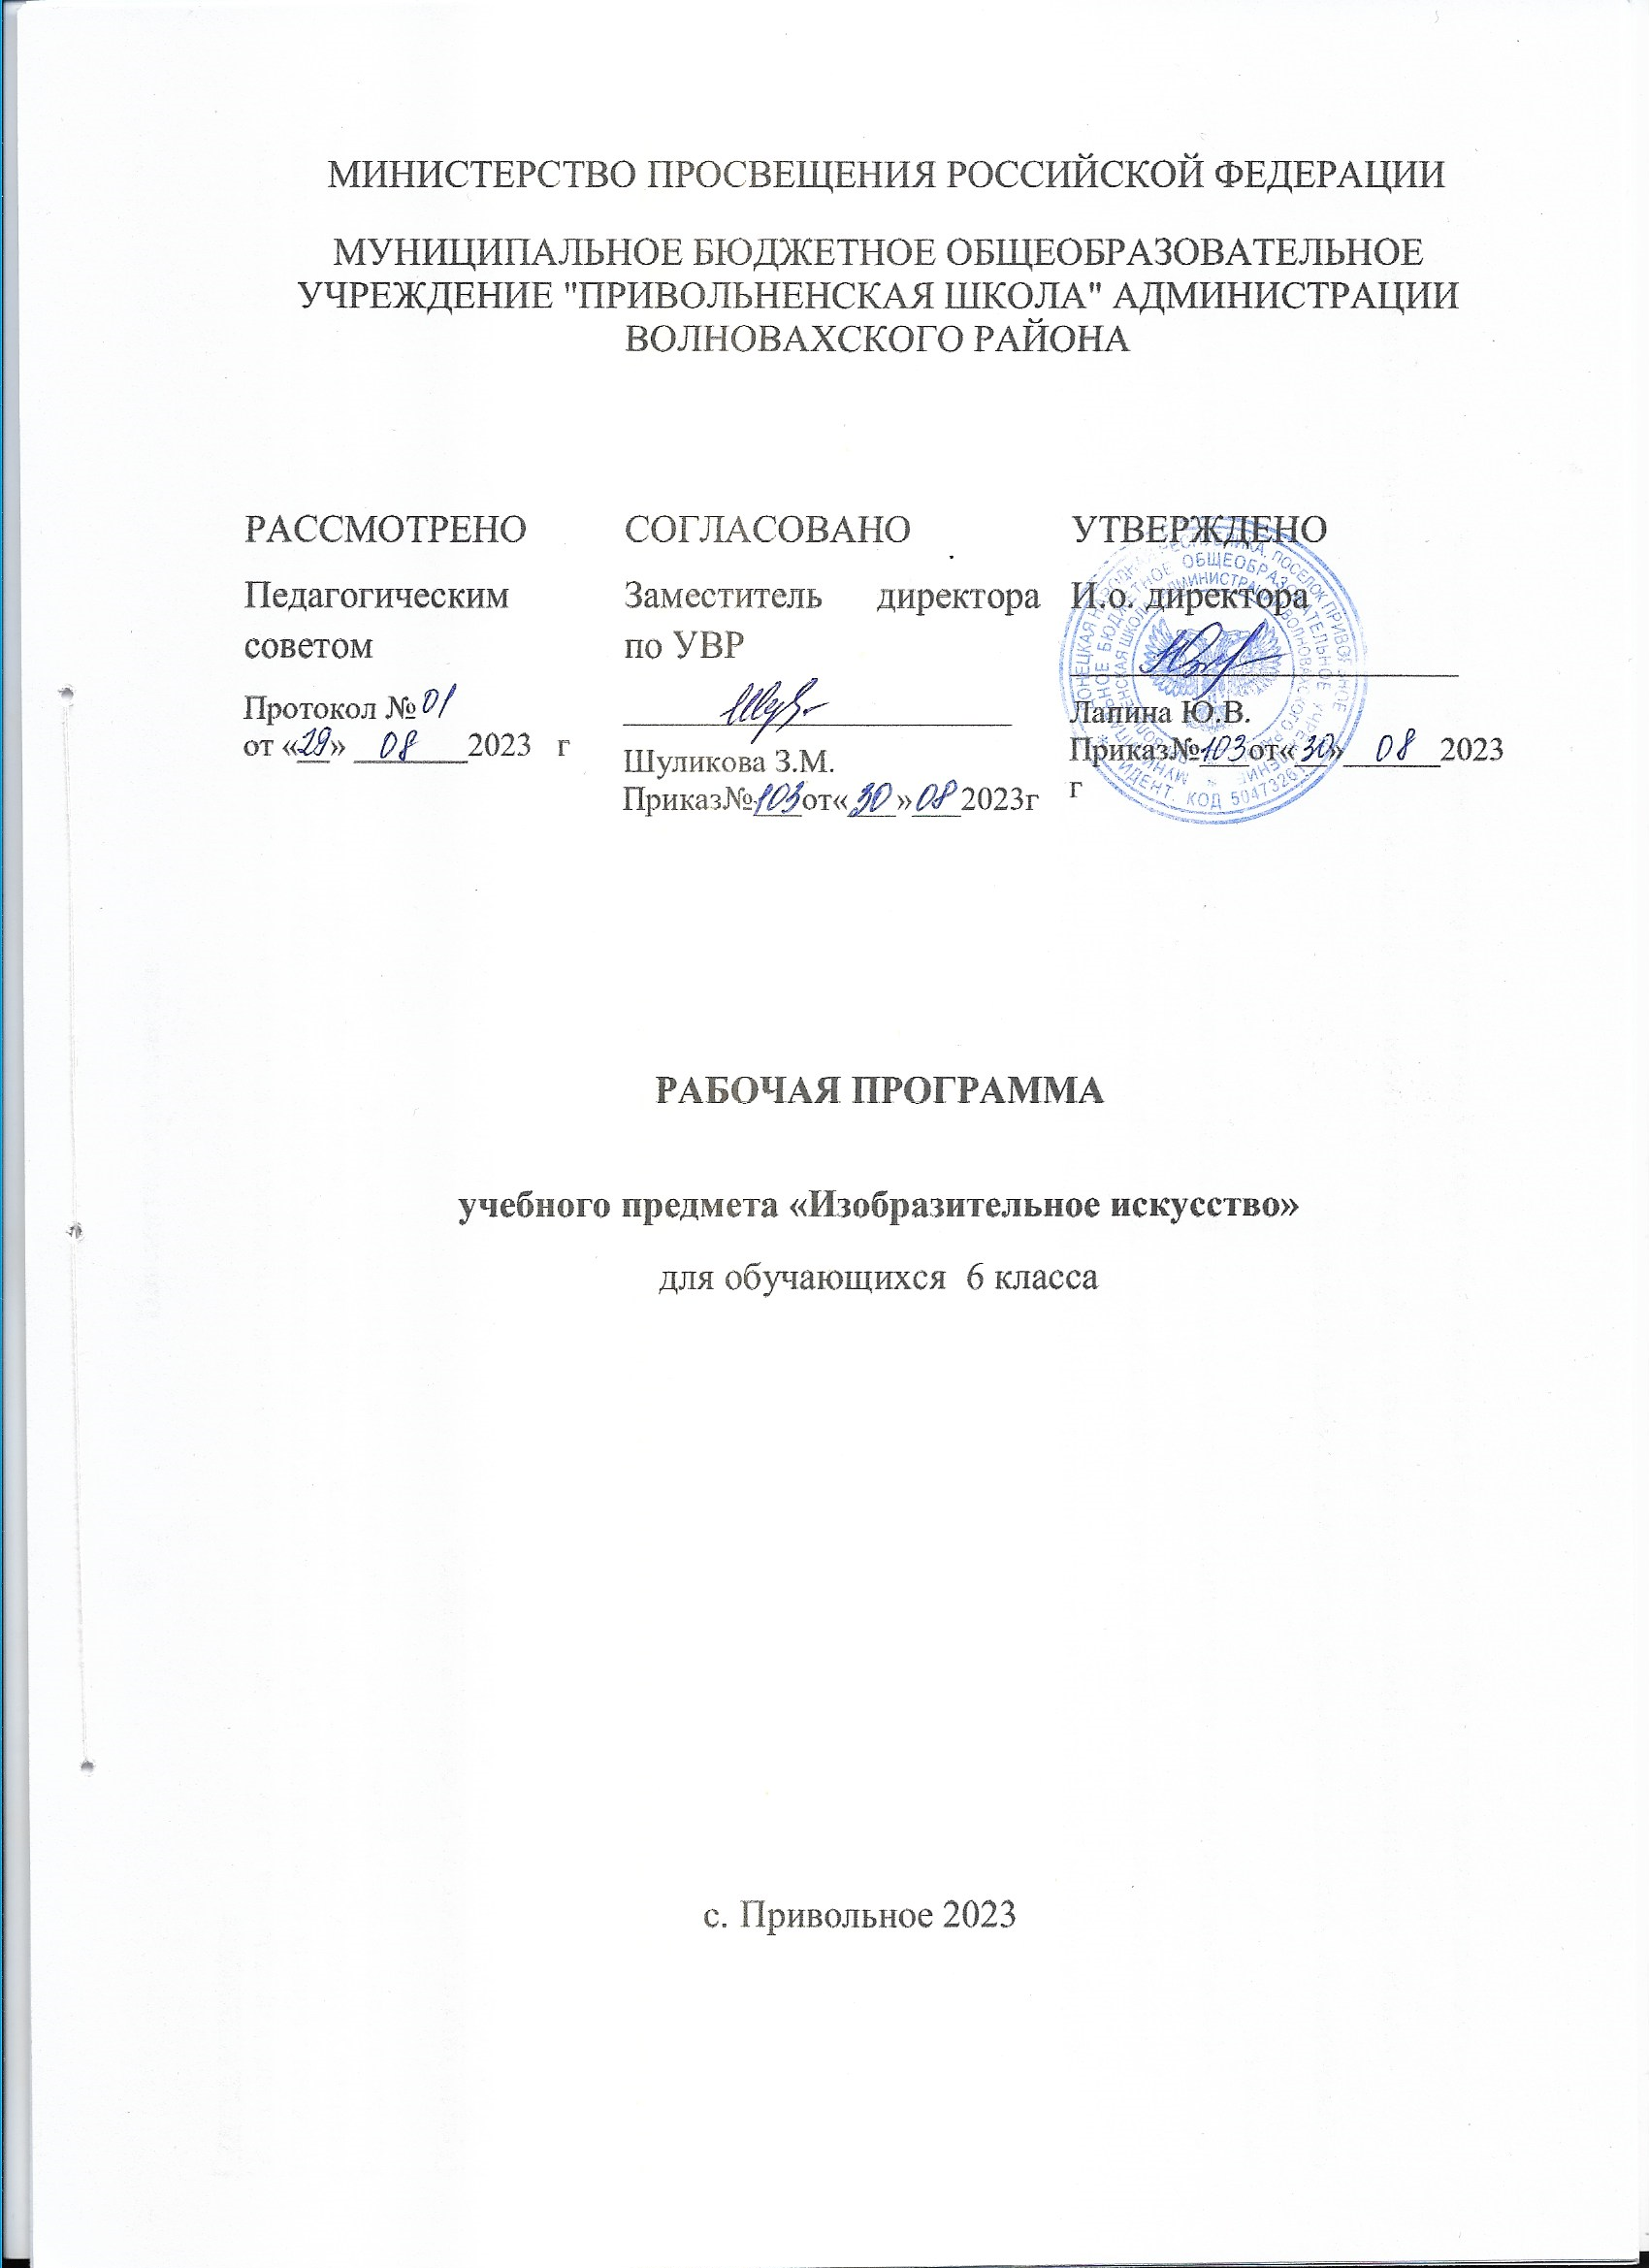 МИНИСТЕРСТВО ПРОСВЕЩЕНИЯ РОССИЙСКОЙ ФЕДЕРАЦИИ
МУНИЦИПАЛЬНОЕ БЮДЖЕТНОЕ ОБЩЕОБРАЗОВАТЕЛЬНОЕ
УЧРЕЖДЕНИЕ "ПРИВОЛЬНЕНСКАЯ ШКОЛА" АДМИНИСТРАЦИИ
ВОЛНОВАХСКОГО РАЙОНА
РАССМОТРЕНО
Педагогическим
советом
Протокол № 01
от «29» 08 2023 г
СОГЛАСОВАНО
Заместитель директора
по УВР
Шуликова З.М.
Приказ№103от«30»08 2023г
УТВЕРЖДЕНО
И.о. директора
Лапина Ю.В.
Приказ№103от«30» 08 2023
г
РАБОЧАЯ ПРОГРАММА
учебного предмета «Изобразительное искусство»
для обучающихся 6 класса
с. Привольное 2023